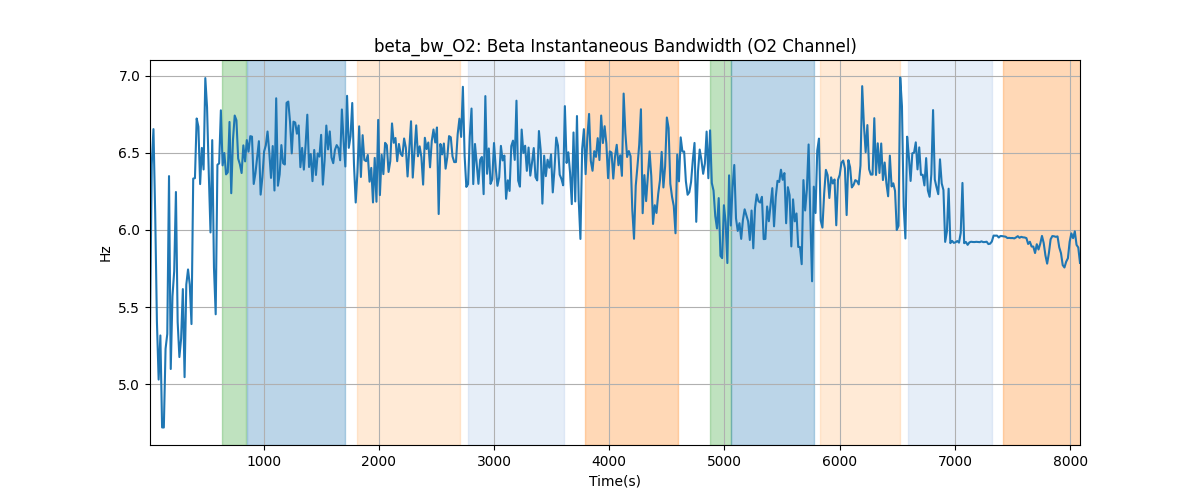 beta_bw_O2: Beta Instantaneous Bandwidth (O2 Channel)
7.0
6.5
6.0
5.5
5.0
Hz
1000 2000 3000 4000 5000 6000 7000 8000
Time(s)